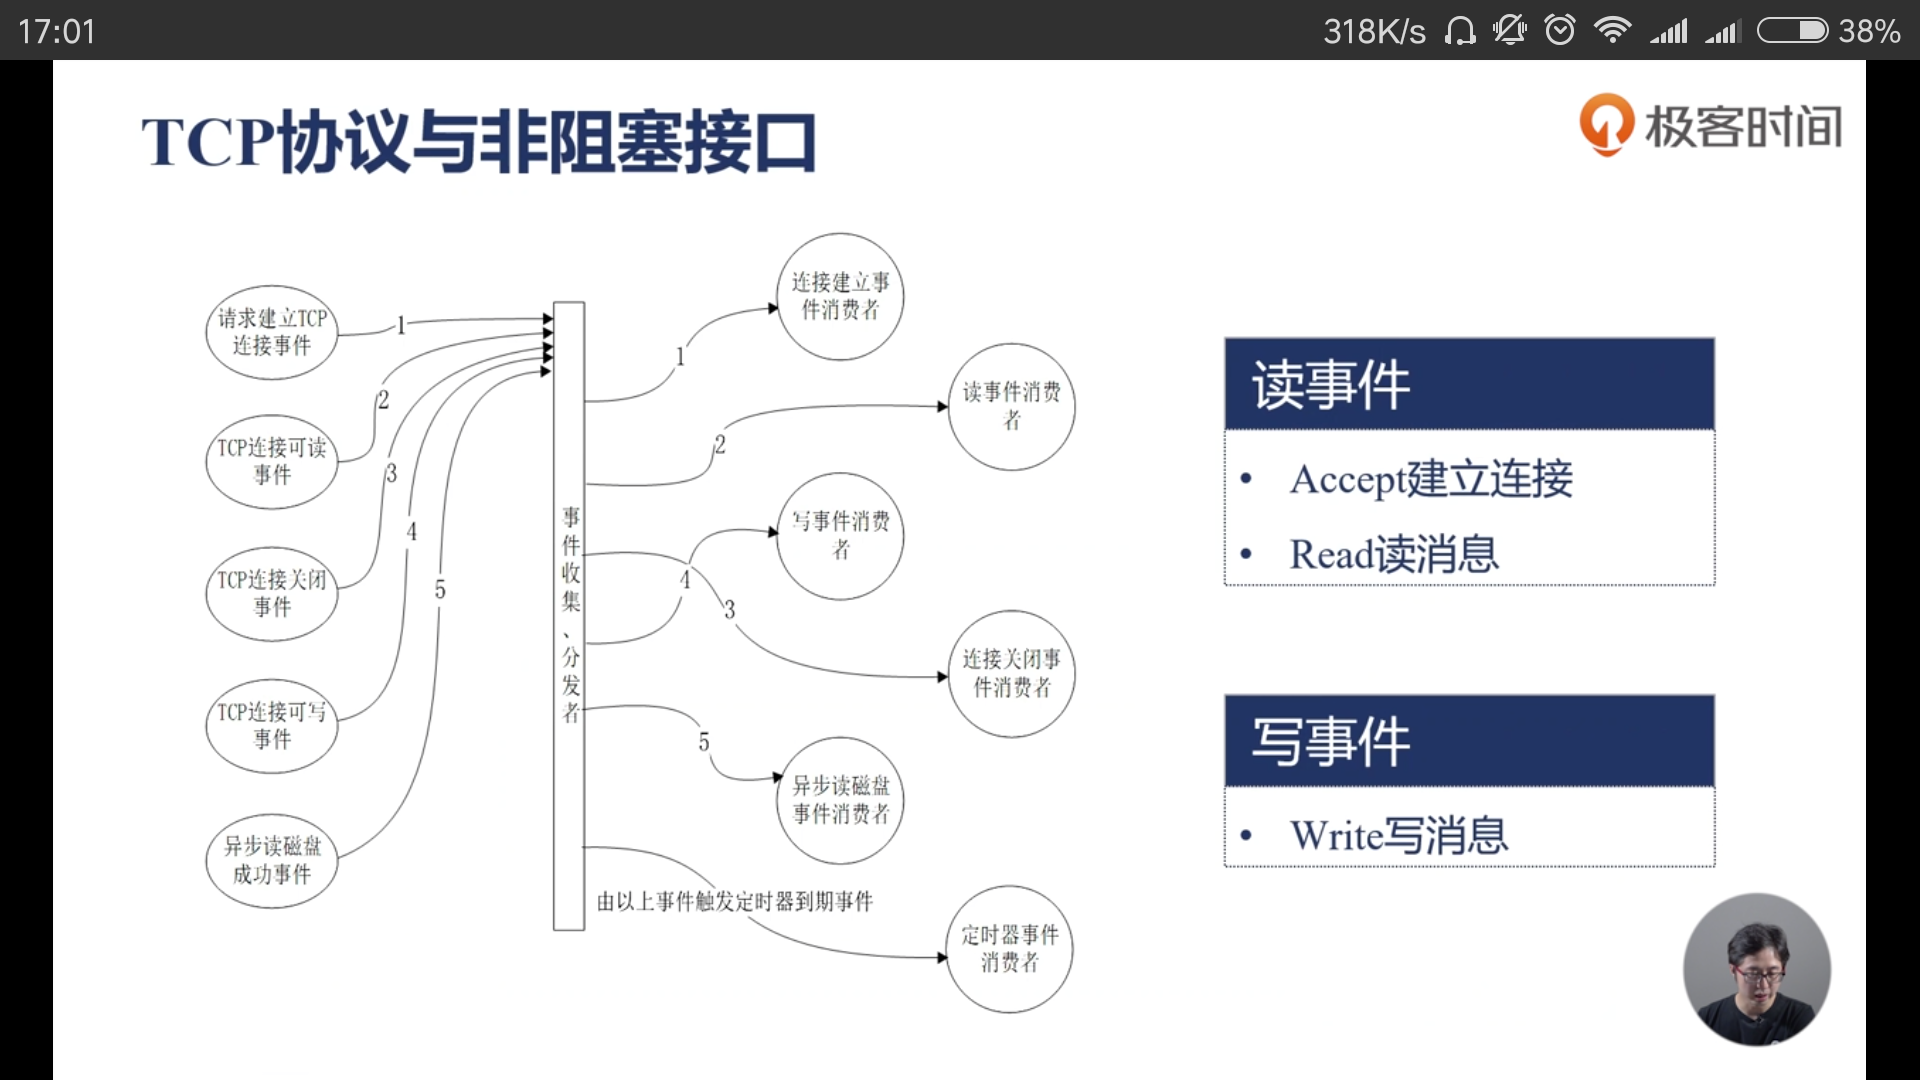 17:01
318K/s
38%
TCP协议与非阻塞接口
极客时间
请求建立TCP
连接事件
TCP连接可读
事件
TCP连接关闭
事件
TCP连接可写
事件
异步读磁盘
成功事件
1
2
3
4
5
事件收集、分发者
1
2
4
3
5
由以上事件触发定时器到期事件
连接建立事
件消费者
读事件消费
者
写事件消费
者
连接关闭事
件消费者
异步读磁盘
事件消费者
定时器事件
消费者
读事件
• Accept建立连接
• Read读消息
写事件
• Write写消息